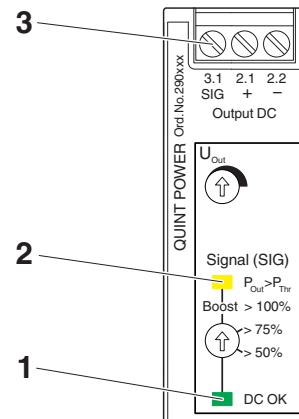 3
3.1 2.1 2.2
SIG + −
Output DC
QUINT POWER Ord.No.290xxx
U Out
Signal (SIG)
2
P Out > P Thr
Boost > 100%
> 75%
> 50%
1
DC OK